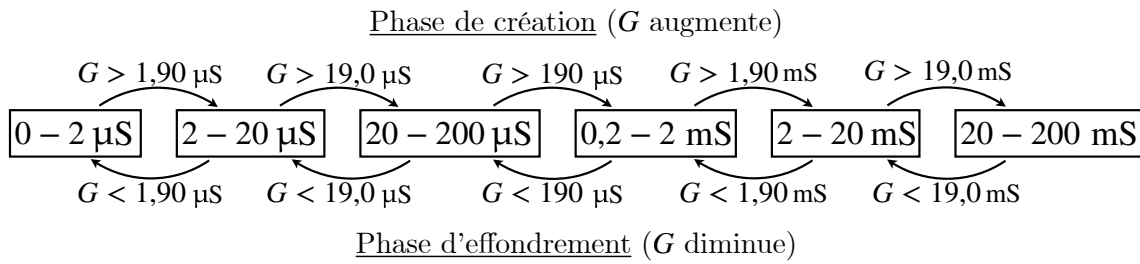 Phase de création (G augmente)
G > 1,90 µS G > 19,0 µS G > 190 µS G > 1,90 mS G > 19,0 mS
0 – 2 µS 2 – 20 µS 20 – 200 µS 0,2 – 2 mS 2 – 20 mS 20 – 200 mS
G < 1,90 µS G < 19,0 µS G < 190 µS G < 1,90 mS G < 19,0 mS
Phase d'effondrement (G diminue)